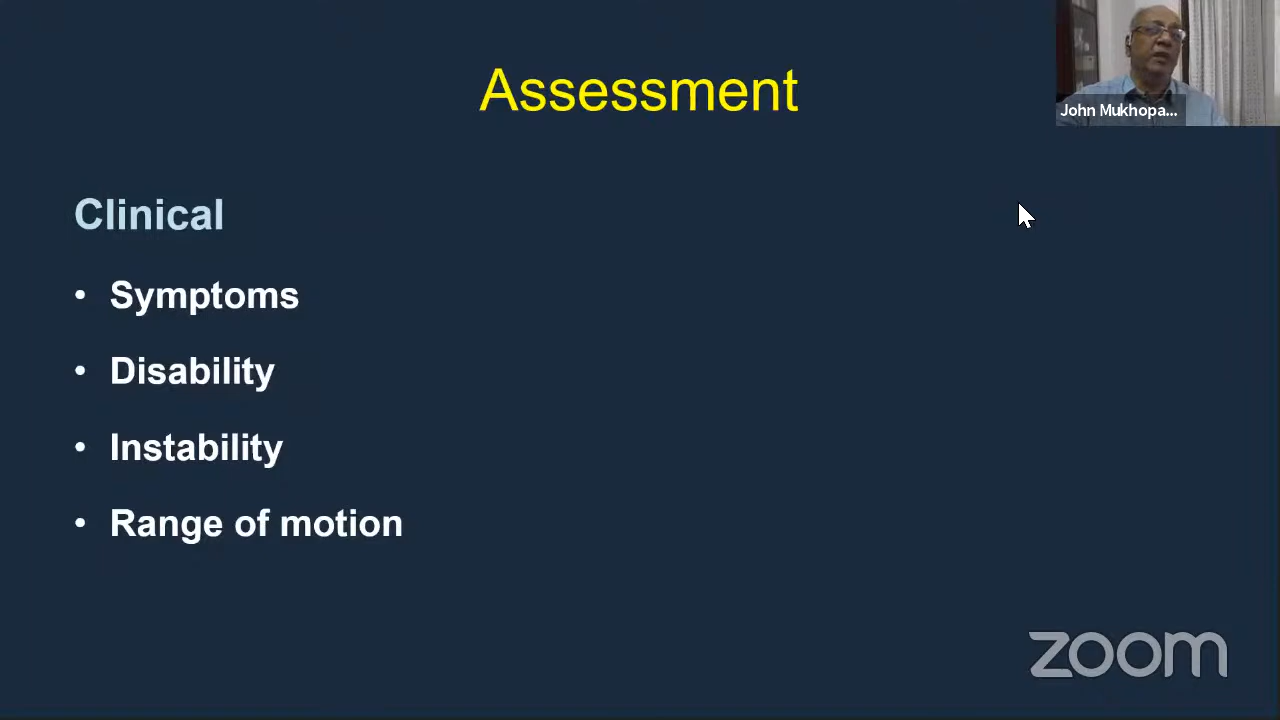 Assessment
John Mukhopa...
Clinical
• Symptoms
• Disability
• Instability
• Range of motion
zoom